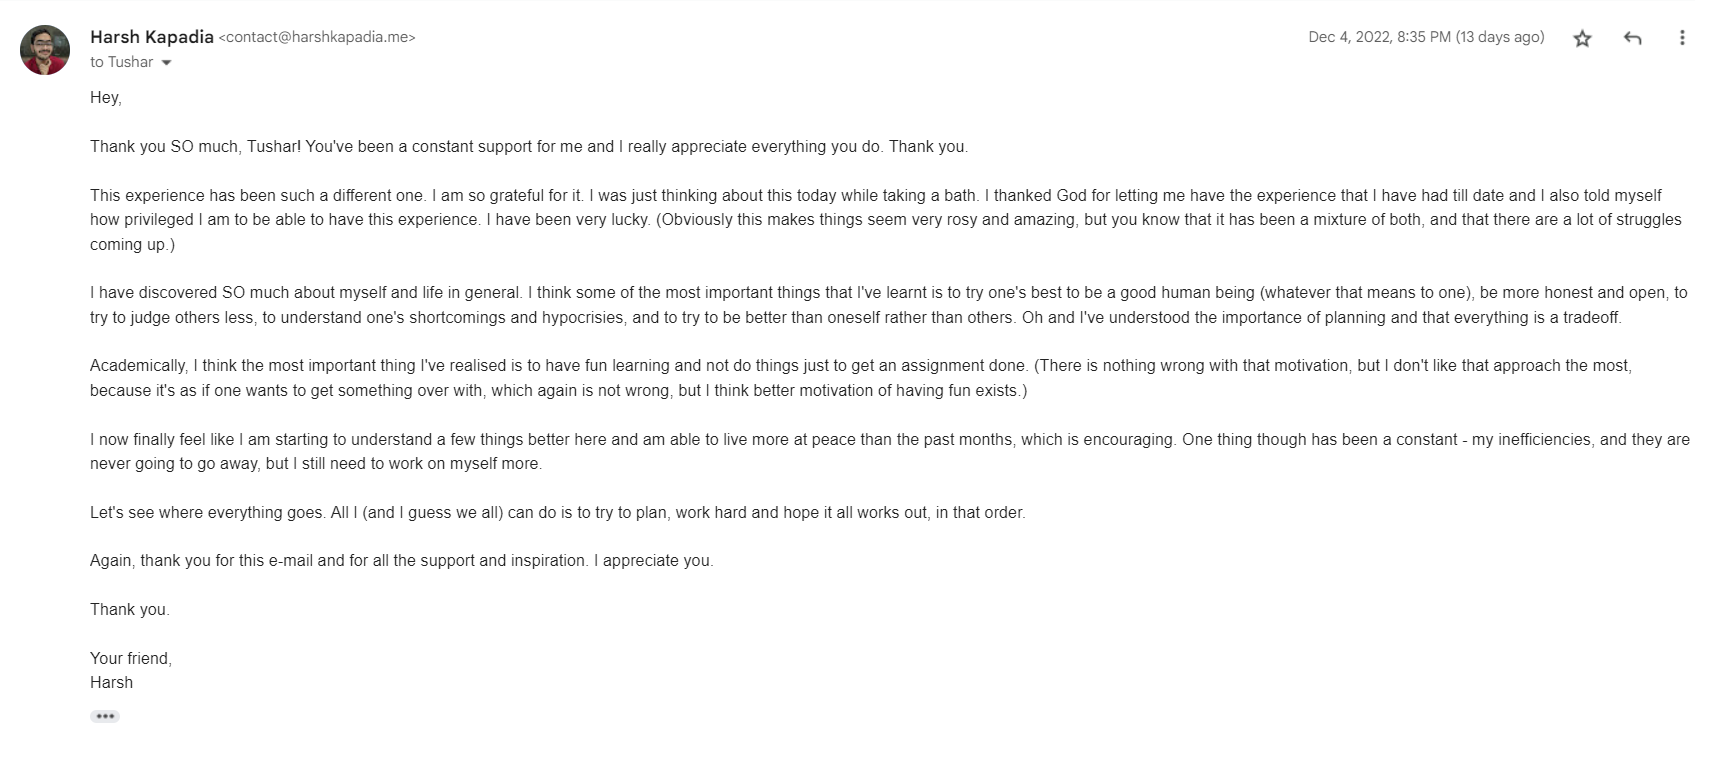 Harsh Kapadia <contact@harshkapadia.me>
Dec 4, 2022, 8:35 PM (13 days ago)
to Tushar
Hey,
Thank you SO much, Tushar! You've been a constant support for me and I really appreciate everything you do. Thank you.
This experience has been such a different one. I am so grateful for it. I was just thinking about this today while taking a bath. I thanked God for letting me have the experience that I have had till date and I also told myself
how privileged I am to be able to have this experience. I have been very lucky. (Obviously this makes things seem very rosy and amazing, but you know that it has been a mixture of both, and that there are a lot of struggles
coming up.)
I have discovered SO much about myself and life in general. I think some of the most important things that I've learnt is to try one's best to be a good human being (whatever that means to one), be more honest and open, to
try to judge others less, to understand one's shortcomings and hypocrisies, and to try to be better than oneself rather than others. Oh and I've understood the importance of planning and that everything is a tradeoff.
Academically, I think the most important thing I've realised is to have fun learning and not do things just to get an assignment done. (There is nothing wrong with that motivation, but I don't like that approach the most,
because it's as if one wants to get something over with, which again is not wrong, but I think better motivation of having fun exists.)
I now finally feel like I am starting to understand a few things better here and am able to live more at peace than the past months, which is encouraging. One thing though has been a constant - my inefficiencies, and they are
never going to go away, but I still need to work on myself more.
Let's see where everything goes. All I (and I guess we all) can do is to try to plan, work hard and hope it all works out, in that order.
Again, thank you for this e-mail and for all the support and inspiration. I appreciate you.
Thank you.
Your friend,
Harsh